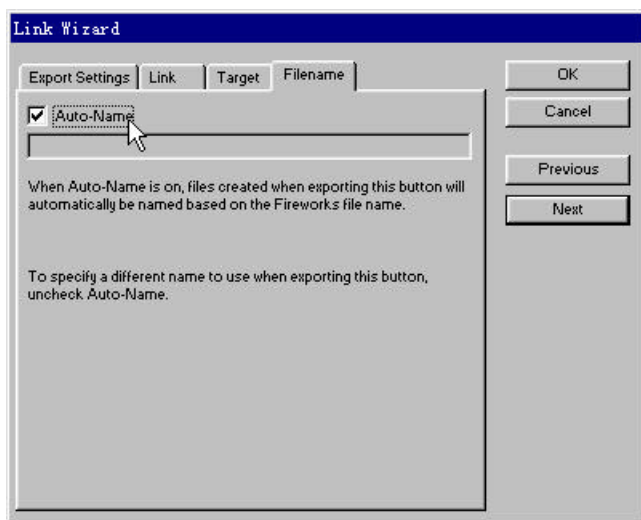 Link Wizard
Export Settings
Link
Target
Filename
OK
Auto-Name
Cancel
When Auto-Name is on, files created when exporting this button will
automatically be named based on the Fireworks file name.
Previous
Next
To specify a different name to use when exporting this button,
uncheck Auto-Name.